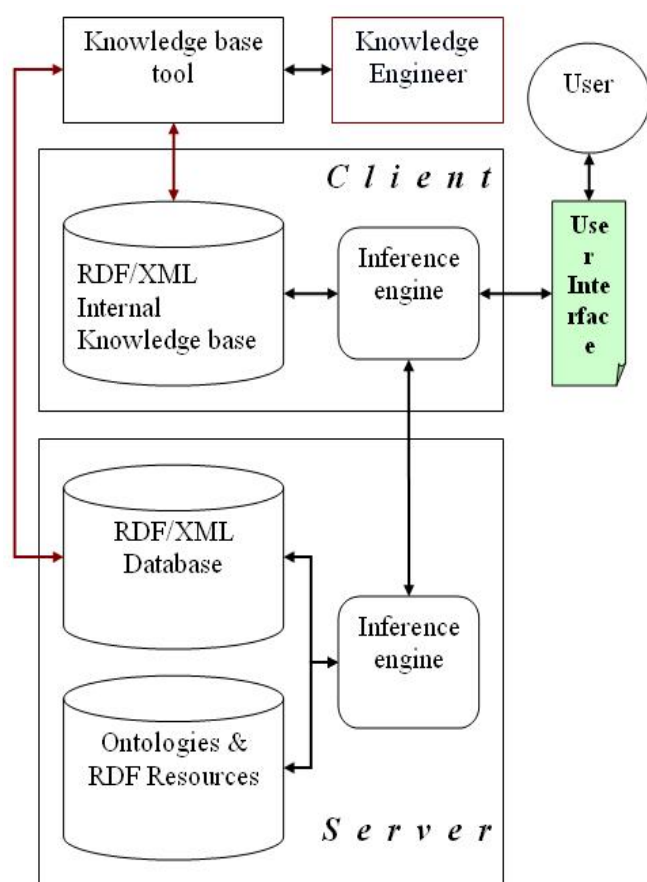 Knowledge base
tool
Knowledge
Engineer
User
C l i e n t
RDF/XML
Internal
Knowledge base
Inference
engine
Use
r
Inte
rfac
e
RDF/XML
Database
Inference
engine
Ontologies &
RDF Resources
S e r v e r